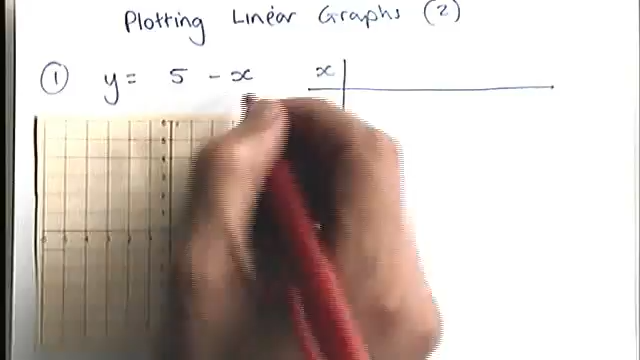 Plotting Linear Graphs (2)
① y = 5 - x
x